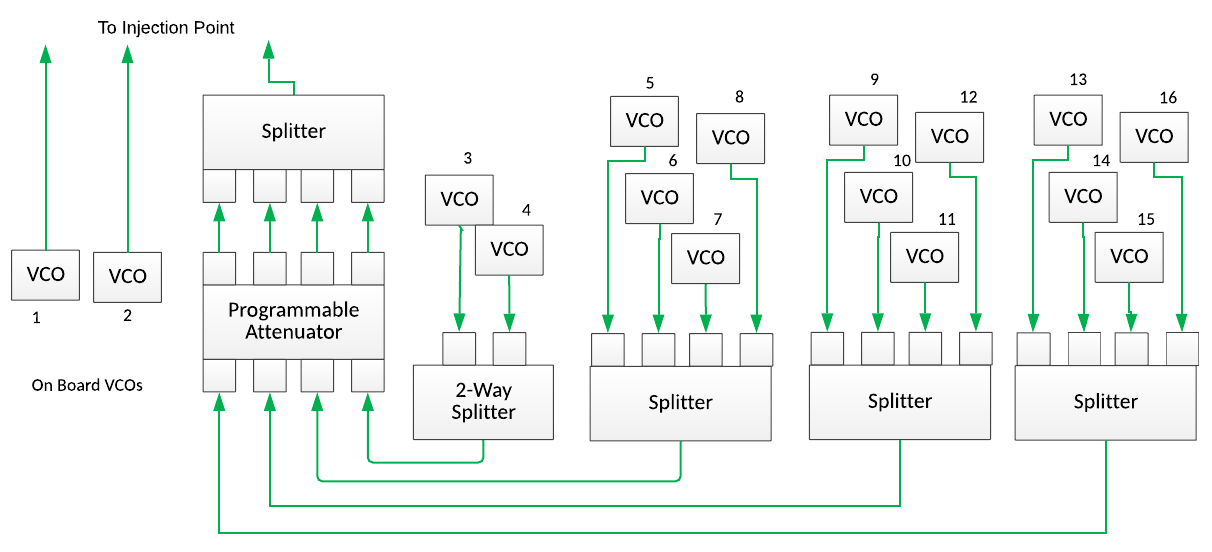 To Injection Point
5
8
9
12
13
16
VCO
VCO
VCO
VCO
VCO
VCO
Splitter
3
6
10
14
VCO
VCO
VCO
VCO
4
7
11
15
VCO
VCO
VCO
VCO
VCO
VCO
1
2
Programmable
Attenuator
On Board VCOs
2-Way
Splitter
Splitter
Splitter
Splitter